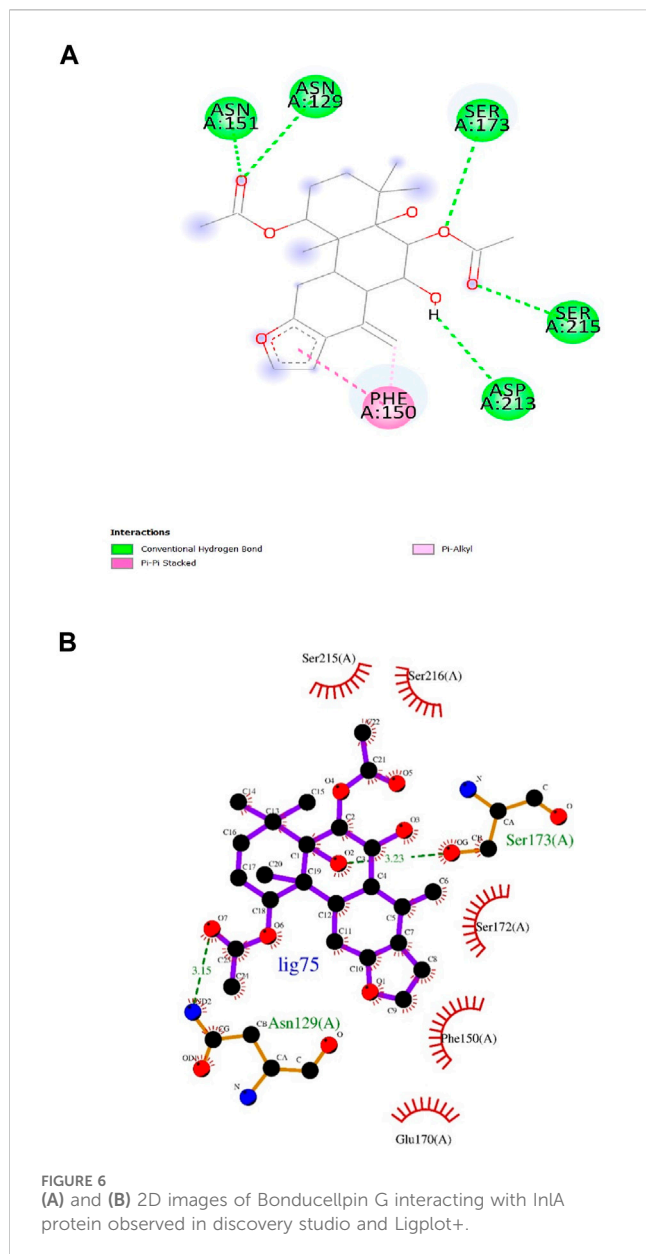 A
ASN
A:151
ASN
A:129
SER
A:173
O
O
O
O
O
O
H
O
SER
A:215
ASP
A:213
PHE
A:150
Interactions
Conventional Hydrogen Bond
Pi-Pi Stacked
Pi-Alkyl
B
Ser215(A)
Ser216(A)
C22
C21
O4
O5
C14
C15
C13
C2
O3
C16
C1
O2
3.23
C3
N
C
CA
O
OG
CB
Ser173(A)
C17
C20
C19
C4
C6
C18
C12
C5
O7
O6
C11
C7
Ser172(A)
C23
C10
C8
3.15
C24
lig75
O1
C9
ND2
Asn129(A)
CG
CB
O
OD1
CA
C
N
Phe150(A)
Glu170(A)
FIGURE 6
(A) and (B) 2D images of Bonducellpin G interacting with InlA
protein observed in discovery studio and Ligplot+.